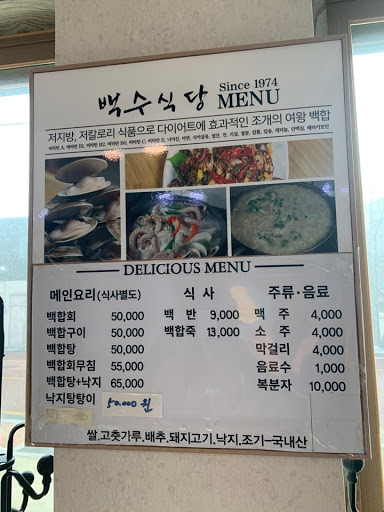 백수식당 Since 1974 MENU
저지방, 저칼로리 식품으로 다이어트에 효과적인 조개의 여왕 백합
DELICIOUS MENU
메인요리(식사별도)
백합회 50,000
백합구이 50,000
백합탕 50,000
백합회무침 55,000
백합탕+낙지 65,000
낙지탕탕이 50,000 원
식 사
백 반 9,000
백합죽 13,000
주류·음료
맥 주 4,000
소 주 4,000
막걸리 4,000
음료수 1,000
복분자 10,000
쌀.고춧가루.배추.돼지고기.낙지.조기-국내산